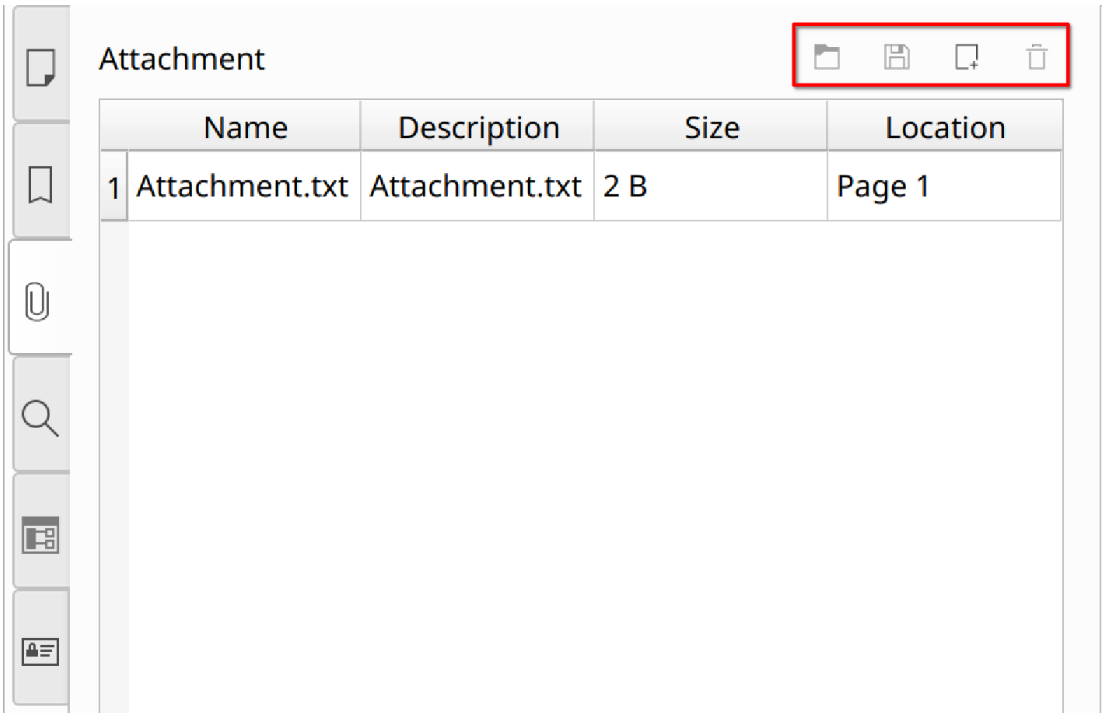 Attachment
Name Description Size Location
1 Attachment.txt Attachment.txt 2 B Page 1